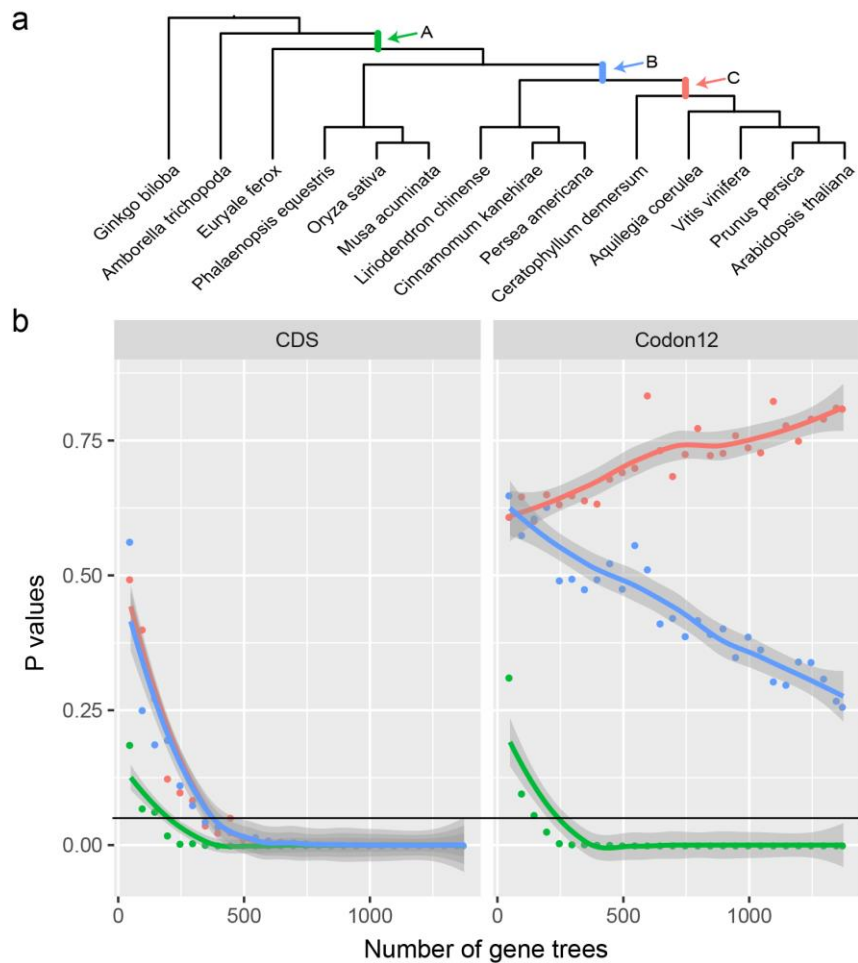 a
A
B
C
Ginkgo biloba
Amborella trichopoda
Euryale ferox
Phalaenopsis equestris
Oryza sativa
Musa acuminata
Liriodendron chinense
Cinnamomum kanehirae
Persea americana
Ceratophyllum demersum
Aquilegia coerulea
Vitis vinifera
Prunus persica
Arabidopsis thaliana
b
CDS Codon12
P values
0.75
0.50
0.25
0.00
0 500 1000 0 500 1000
Number of gene trees